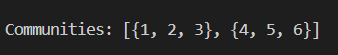 Communities: [{1, 2, 3}, {4, 5, 6}]